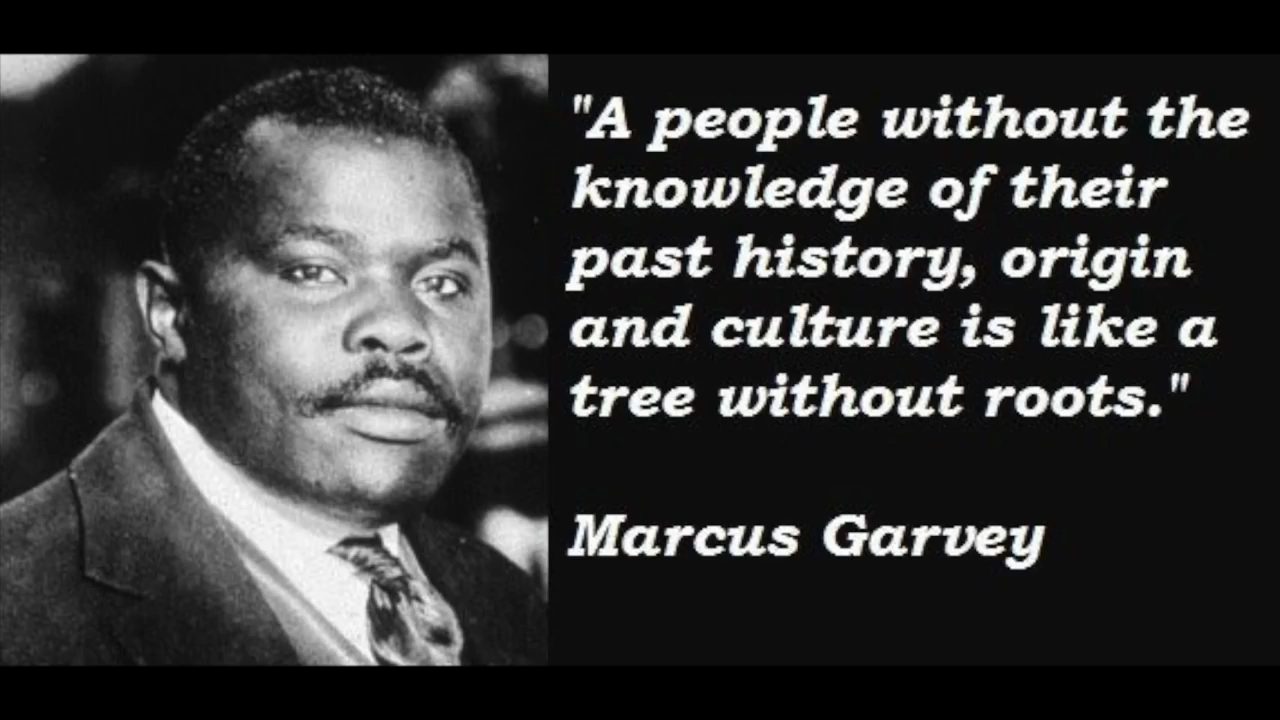 "A people without the
knowledge of their
past history, origin
and culture is like a
tree without roots."
Marcus Garvey